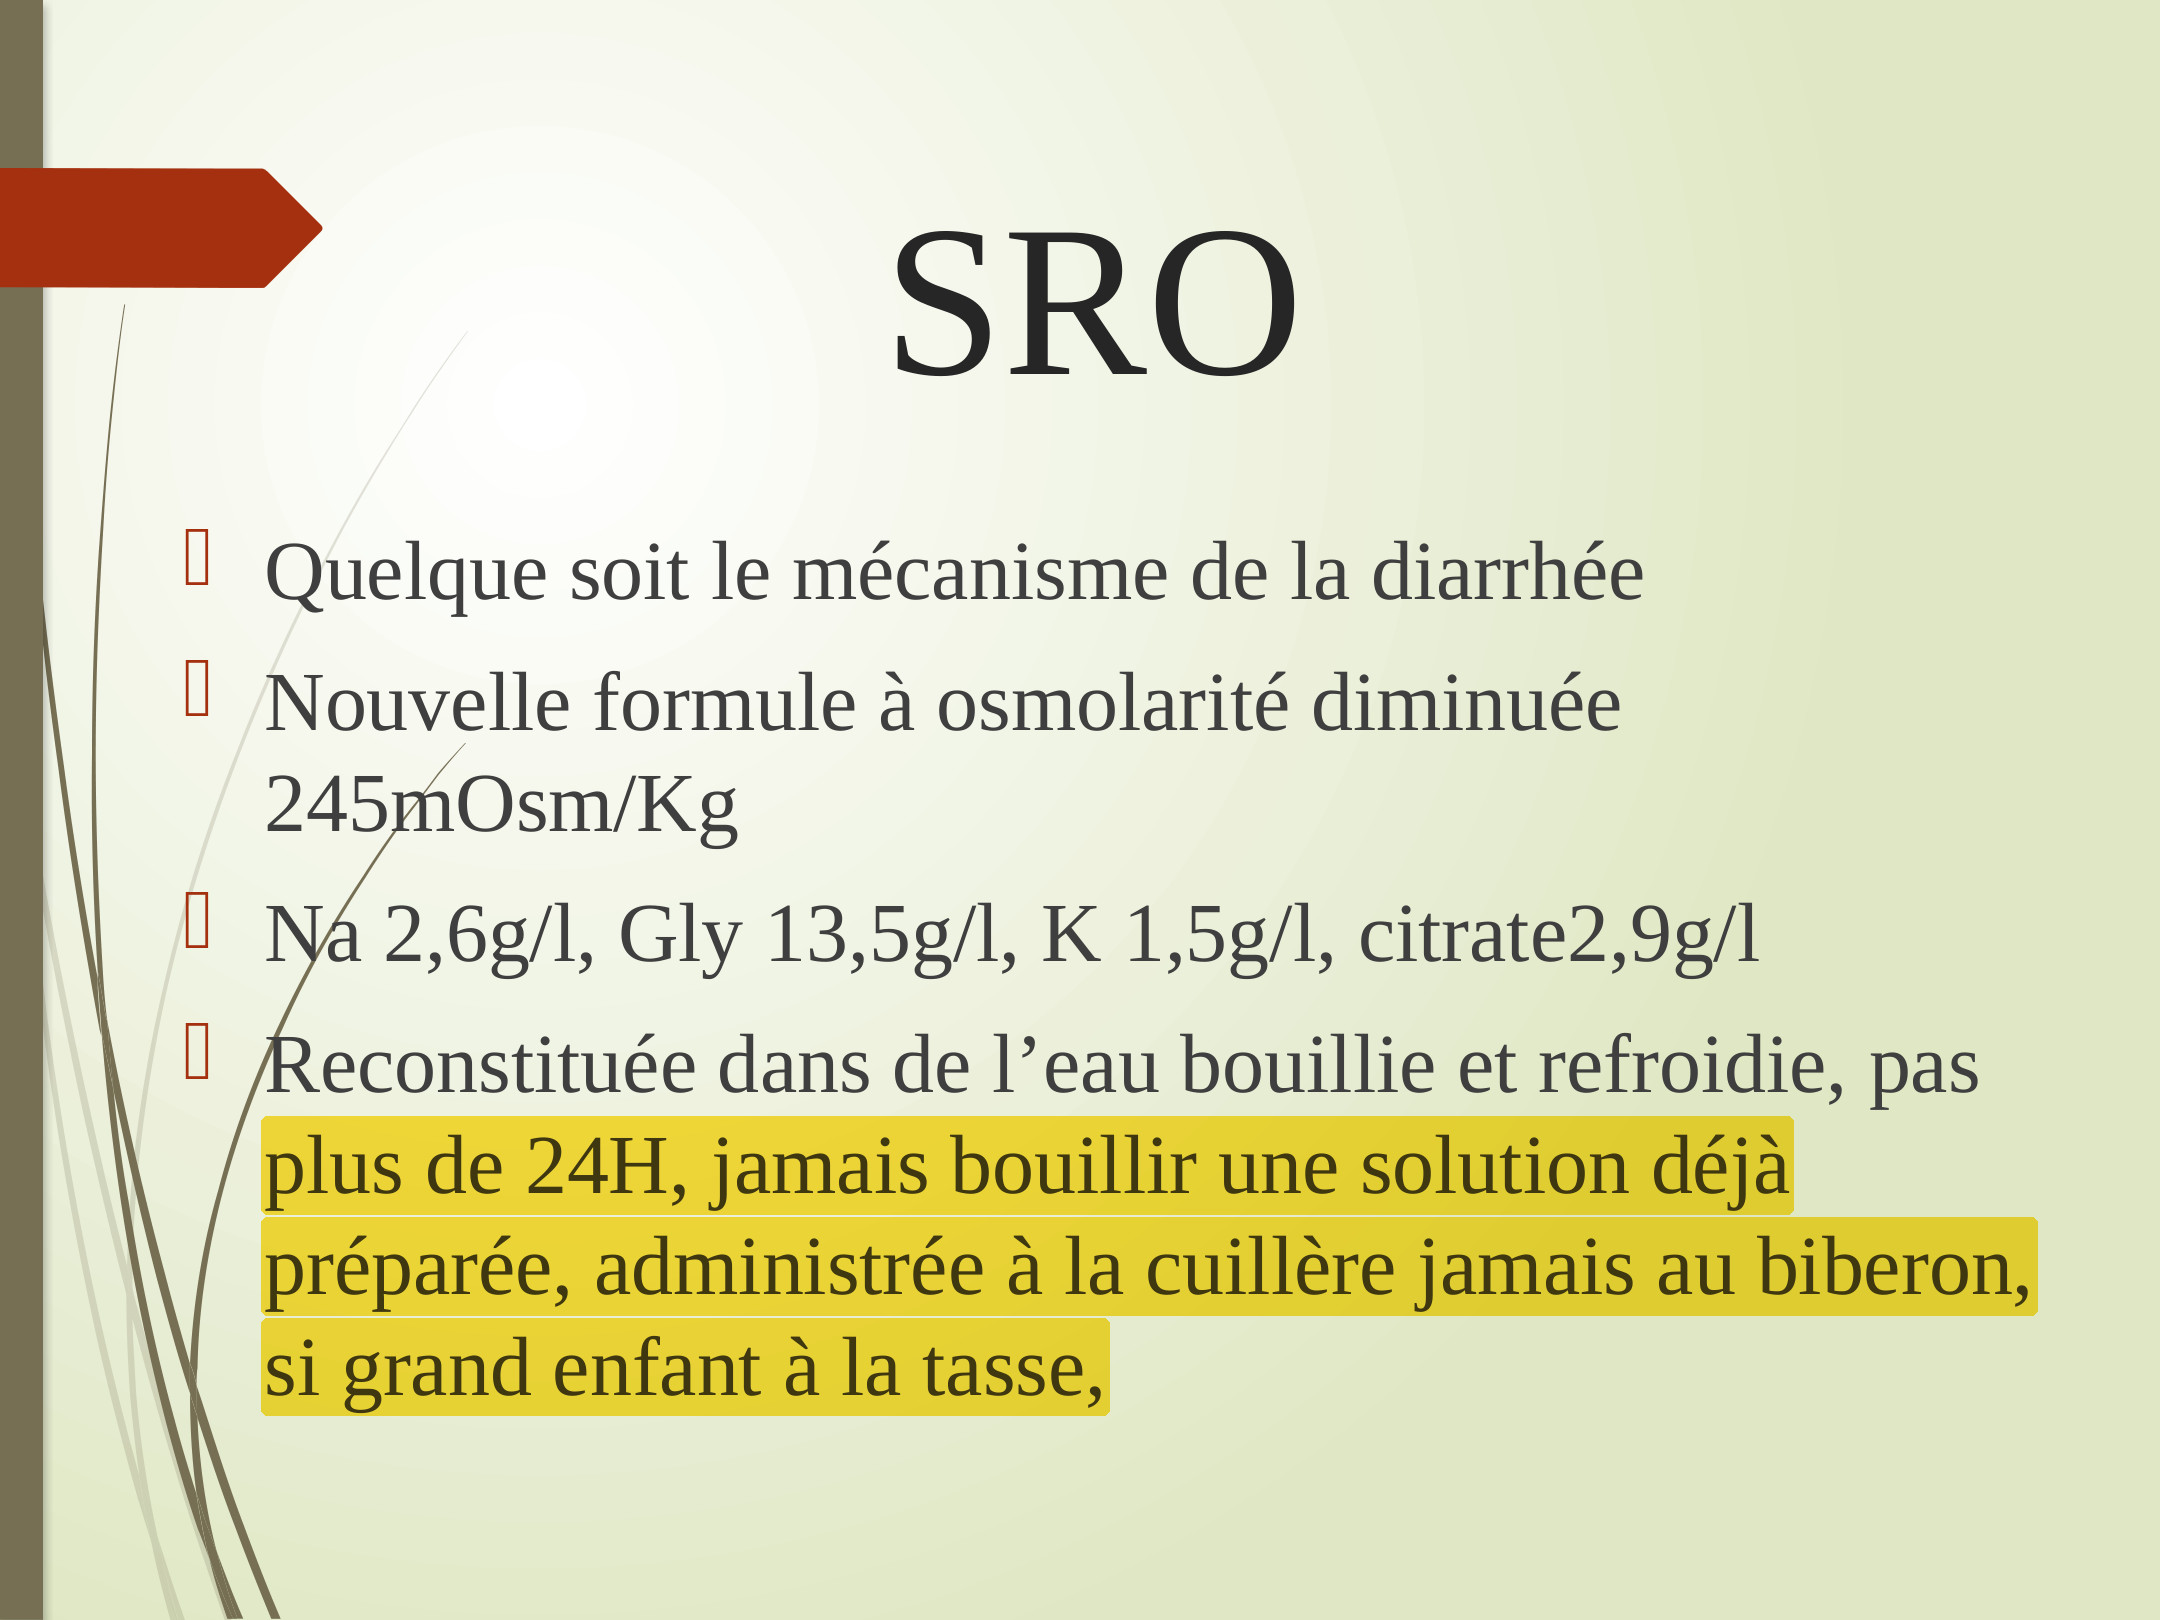 SRO
Quelque soit le mécanisme de la diarrhée
Nouvelle formule à osmolarité diminuée
245mOsm/Kg
Na 2,6g/l, Gly 13,5g/l, K 1,5g/l, citrate2,9g/l
Reconstituée dans de l’eau bouillie et refroidie, pas
plus de 24H, jamais bouillir une solution déjà
préparée, administrée à la cuillère jamais au biberon,
si grand enfant à la tasse,